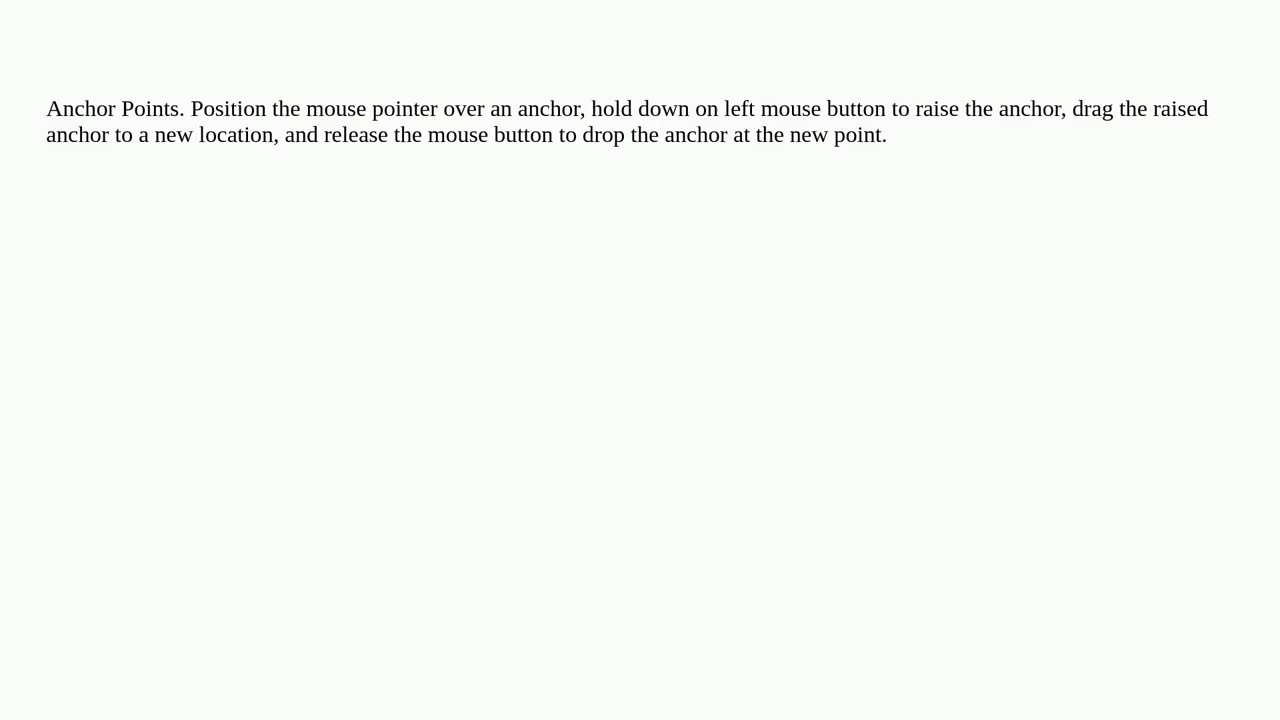 Anchor Points. Position the mouse pointer over an anchor, hold down on left mouse button to raise the anchor, drag the raised
anchor to a new location, and release the mouse button to drop the anchor at the new point.